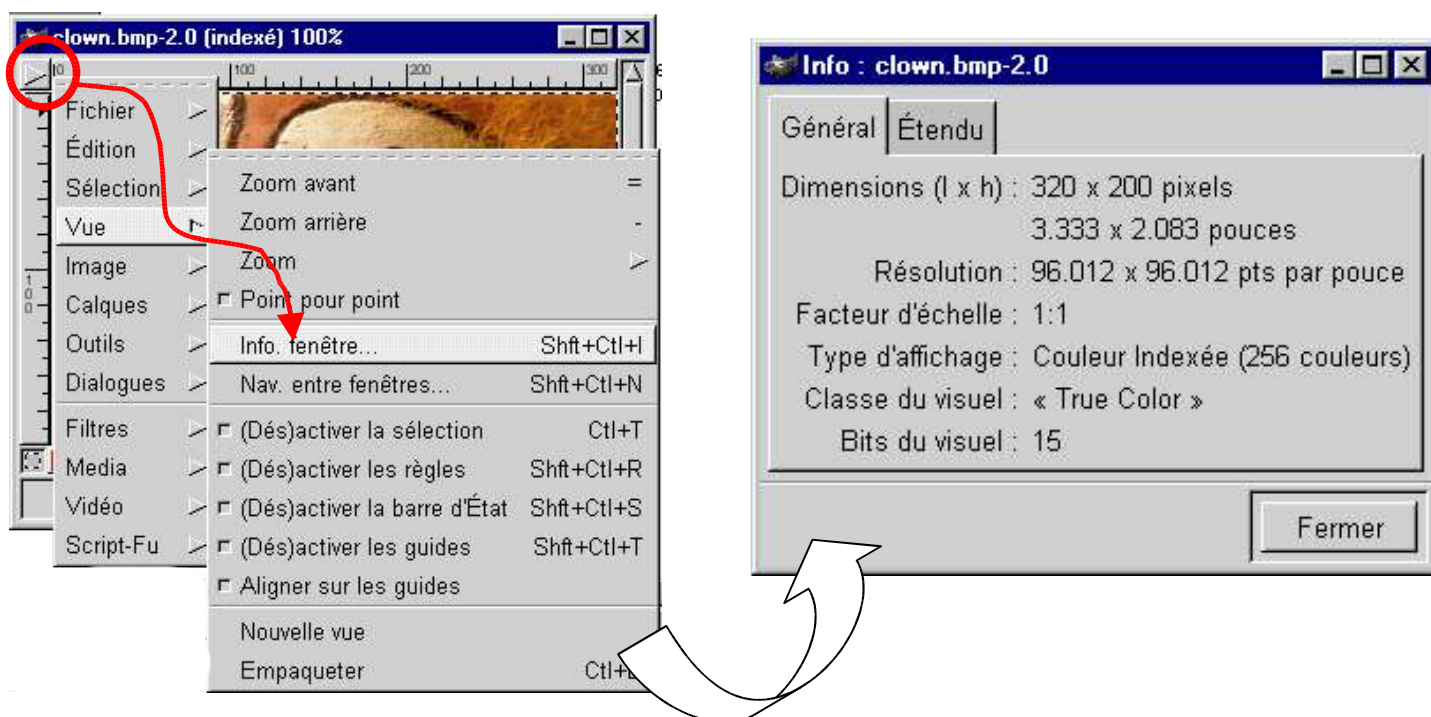 clown.bmp-2.0 (indexé) 100%
0 100 200 300
100
Fichier
Édition
Sélection
Vue
Image
Calques
Outils
Dialogues
Filtres
Media
Vidéo
Script-Fu
Zoom avant =
Zoom arrière -
Zoom
Point pour point
Info. fenêtre... Shft+Ctl+I
Nav. entre fenêtres... Shft+Ctl+N
(Dés)activer la sélection Ctl+T
(Dés)activer les règles Shft+Ctl+R
(Dés)activer la barre d'État Shft+Ctl+S
(Dés)activer les guides Shft+Ctl+T
Aligner sur les guides
Nouvelle vue
Empaqueter
Info : clown.bmp-2.0
Général Étendu
Dimensions (l x h) : 320 x 200 pixels
3.333 x 2.083 pouces
Résolution : 96.012 x 96.012 pts par pouce
Facteur d'échelle : 1:1
Type d'affichage : Couleur Indexée (256 couleurs)
Classe du visuel : « True Color »
Bits du visuel : 15
Fermer